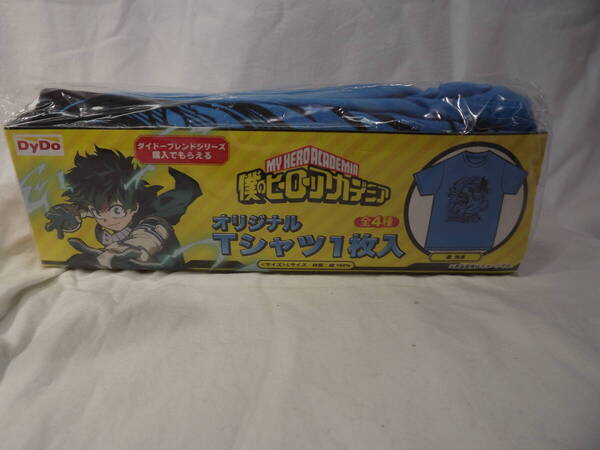 DyDo
ダイドーブレンドシリーズ
購入でもらえる
MY HERO ACADEMIA
僕のヒーローアカデミア
オリジナル
全4種
Tシャツ1枚入